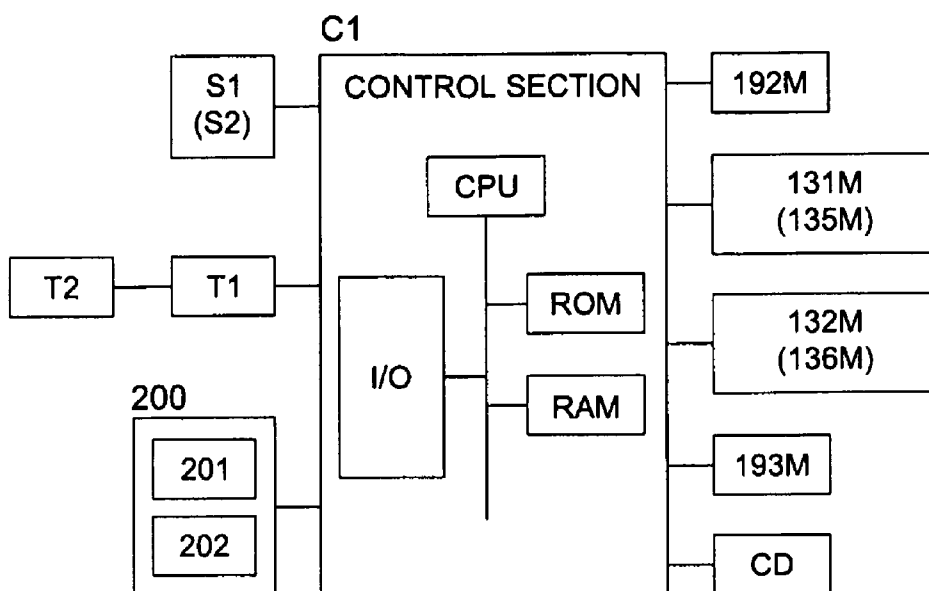 C1
S1
(S2)
CONTROL SECTION
192M
CPU
131M
(135M)
T2
T1
ROM
132M
(136M)
I/O
RAM
200
201
193M
202
CD